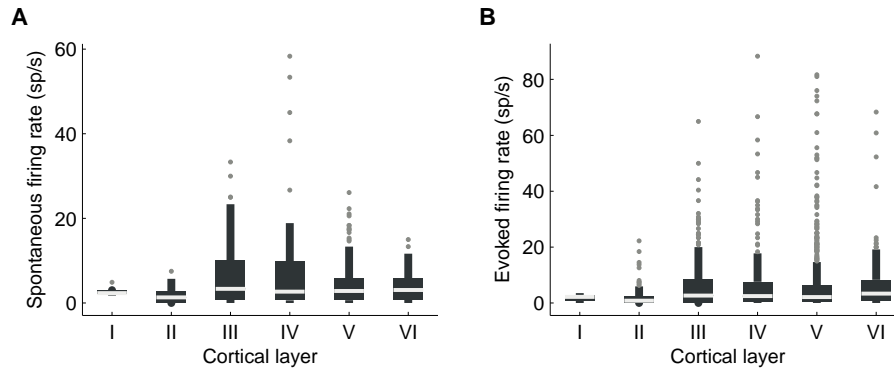 A
B
Spontaneous firing rate (sp/s)
60
40
20
0
I II III IV V VI
Cortical layer
Evoked firing rate (sp/s)
80
60
40
20
0
I II III IV V VI
Cortical layer